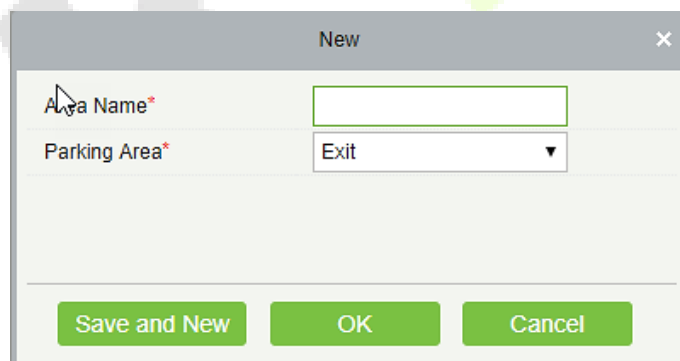 New
Area Name*
Parking Area*
Exit
Save and New
OK
Cancel